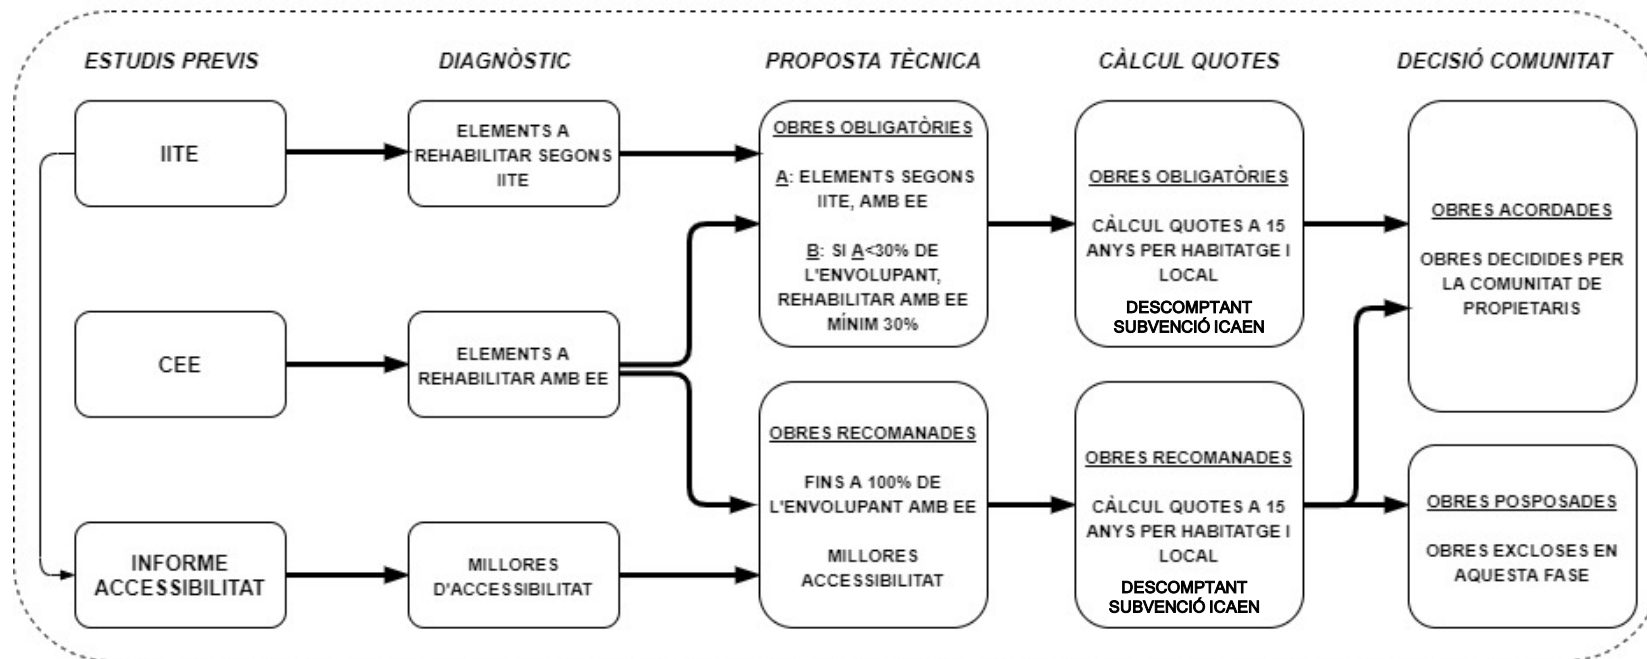 ESTUDIS PREVIS
IITE
CEE
INFORME
ACCESSIBILITAT
DIAGNÒSTIC
ELEMENTS A
REHABILITAR SEGONS
IITE
ELEMENTS A
REHABILITAR AMB EE
MILLORES
D'ACCESSIBILITAT
PROPOSTA TÈCNICA
OBRES OBLIGATÒRIES
A: ELEMENTS SEGONS
IITE, AMB EE
B: SI A<30% DE
L'ENVOLUPANT,
REHABILITAR AMB EE
MÍNIM 30%
OBRES RECOMANADES
FINS A 100% DE
L'ENVOLUPANT AMB EE
MILLORES
ACCESSIBILITAT
CÀLCUL QUOTES
OBRES OBLIGATÒRIES
CÀLCUL QUOTES A 15
ANYS PER HABITATGE I
LOCAL
DESCOMPTANT
SUBVENCIÓ ICAEN
OBRES RECOMANADES
CÀLCUL QUOTES A 15
ANYS PER HABITATGE I
LOCAL
DESCOMPTANT
SUBVENCIÓ ICAEN
DECISIÓ COMUNITAT
OBRES ACORDADES
OBRES DECIDIDES PER
LA COMUNITAT DE
PROPIETARIS
OBRES POSPOSADES
OBRES EXCLOSES EN
AQUESTA FASE